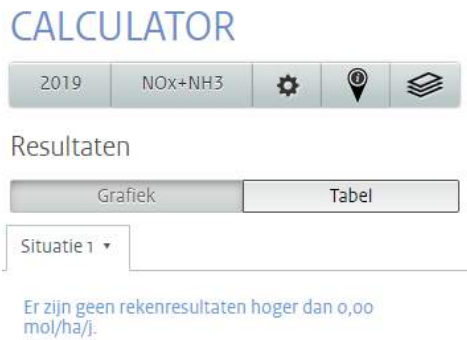 CALCULATOR
2019 NOx+NH3
Resultaten
Grafiek Tabel
Situatie 1
Er zijn geen rekenresultaten hoger dan 0,00
mol/ha/j.